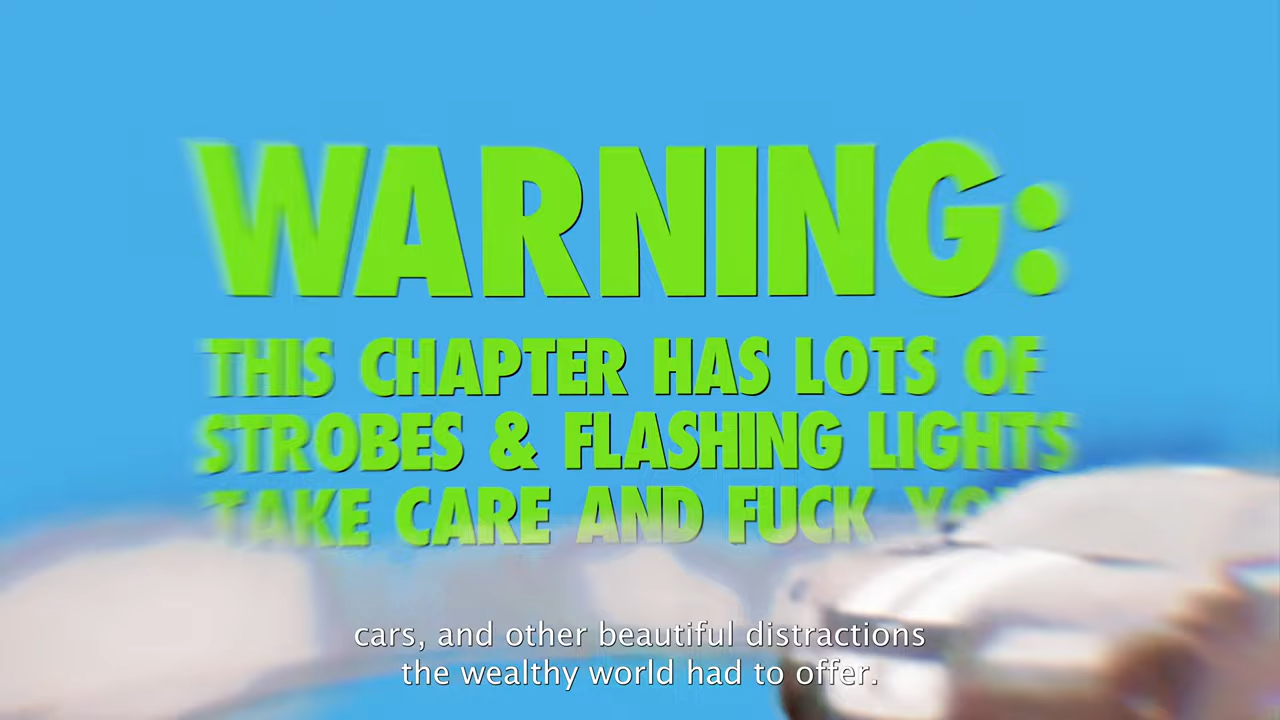 WARNING:
THIS CHAPTER HAS LOTS OF
STROBES & FLASHING LIGHTS
TAKE CARE AND FUCK
cars, and other beautiful distractions
the wealthy world had to offer.